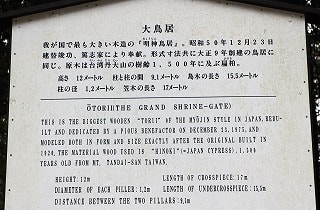 大鳥居
我が国で最も大きい木造の「明神鳥居」。昭和50年12月23日
建替竣功、篤志家により奉献。形式寸法共に大正9年創建の鳥居に
同じ。原木は台湾丹大山の樹齢1,500年に及ぶ扁柏。
高さ 12メートル 柱と柱の間 9.1メートル 島木の長さ 15.5メートル
柱の径 1.2メートル 笠木の長さ 17メートル
ŌTORII(THE GRAND SHRINE-GATE)
THIS IS THE BIGGEST WOODEN "TORII" OF THE MYŌJIN STYLE IN JAPAN, REBU-
ILT AND DEDICATED BY A PIOUS BENEFACTOR ON DECEMBER 23, 1975, AND
MODELED BOTH IN FORM AND SIZE EXACTLY AFTER THE ORIGINAL BUILT IN
1920, THE MATERIAL WOOD USED IS "HINOKI"(=JAPAN CYPRESS), 1,500
YEARS OLD FROM MT. TANDAI-SAN TAIWAN.
HEIGHT:12m LENGTH OF CROSSPIECE:17m
DIAMETER OF EACH PILLER:1.2m LENGTH OF UNDERCROSSPIECE:15.5m
DISTANCE BETWEEN THE TWO PILLARS:9.1m